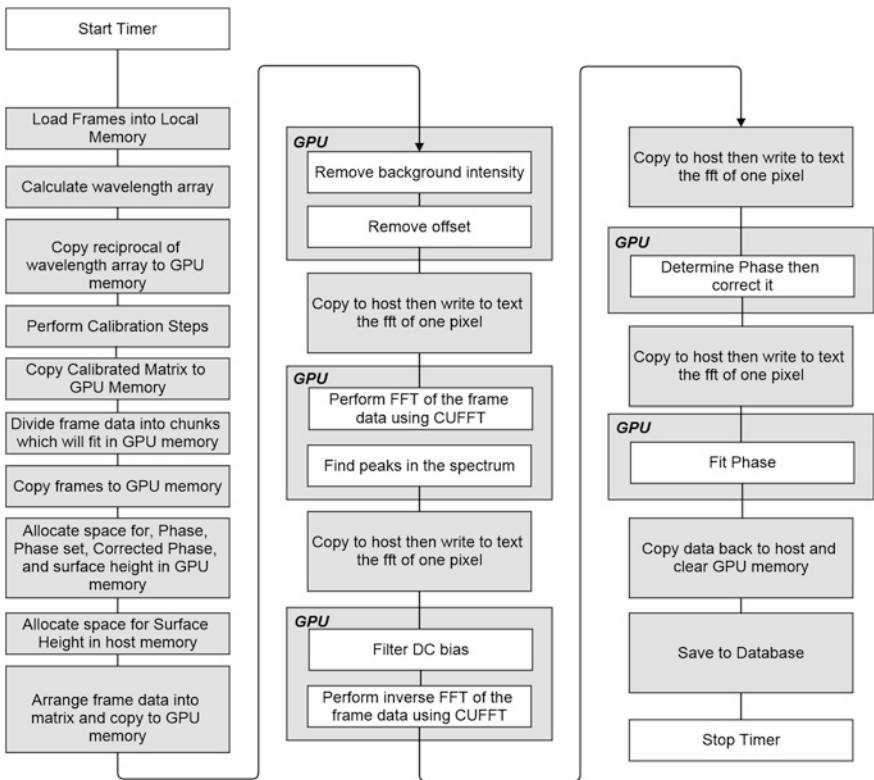 Start Timer
Load Frames into Local
Memory
Calculate wavelength array
Copy reciprocal of
wavelength array to GPU
memory
Perform Calibration Steps
Copy Calibrated Matrix to
GPU Memory
Divide frame data into chunks
which will fit in GPU memory
Copy frames to GPU memory
Allocate space for, Phase,
Phase set, Corrected Phase,
and surface height in GPU
memory
Allocate space for Surface
Height in host memory
Arrange frame data into
matrix and copy to GPU
memory
GPU
Remove background intensity
Remove offset
Copy to host then write to text
the fft of one pixel
GPU
Perform FFT of the frame
data using CUFFT
Find peaks in the spectrum
Copy to host then write to text
the fft of one pixel
GPU
Filter DC bias
Perform inverse FFT of the
frame data using CUFFT
Copy to host then write to text
the fft of one pixel
GPU
Determine Phase then
correct it
Copy to host then write to text
the fft of one pixel
GPU
Fit Phase
Copy data back to host and
clear GPU memory
Save to Database
Stop Timer